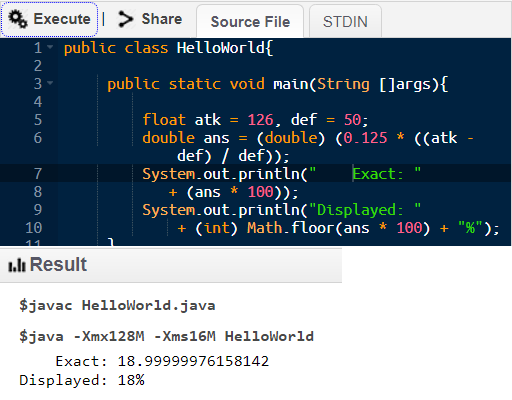 Execute | Share Source File STDIN
1 public class HelloWorld{
2
3 public static void main(String []args){
4
5 float atk = 126, def = 50;
6 double ans = (double) (0.125 * ((atk -
def) / def));
7 System.out.println("    Exact: "
8 + (ans * 100));
9 System.out.println("Displayed: "
10 + (int) Math.floor(ans * 100) + "%");
11 }
Result
$javac HelloWorld.java
$java -Xmx128M -Xms16M HelloWorld
Exact: 18.99999976158142
Displayed: 18%